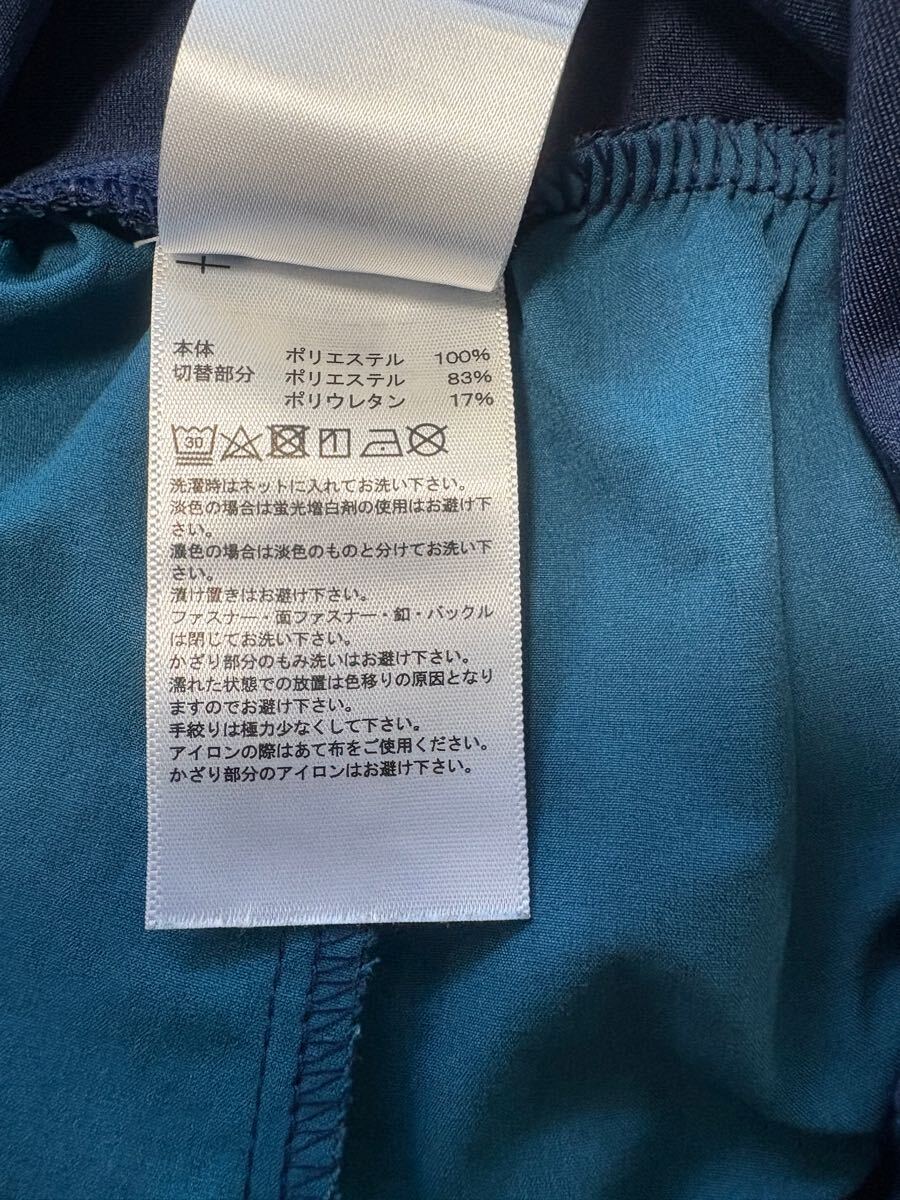 本体 ポリエステル 100%
切替部分 ポリエステル 83%
ポリウレタン 17%
30
洗濯時はネットに入れてお洗い下さい。
淡色の場合は蛍光増白剤の使用はお避け下
さい。
濃色の場合は淡色のものと分けてお洗い下
さい。
漬け置きはお避け下さい。
ファスナー・面ファスナー・釦・バックル
は閉じてお洗い下さい。
かざり部分のもみ洗いはお避け下さい。
濡れた状態での放置は色移りの原因となり
ますのでお避け下さい。
手絞りは極力少なくして下さい。
アイロンの際はあて布をご使用ください。
かざり部分のアイロンはお避け下さい。